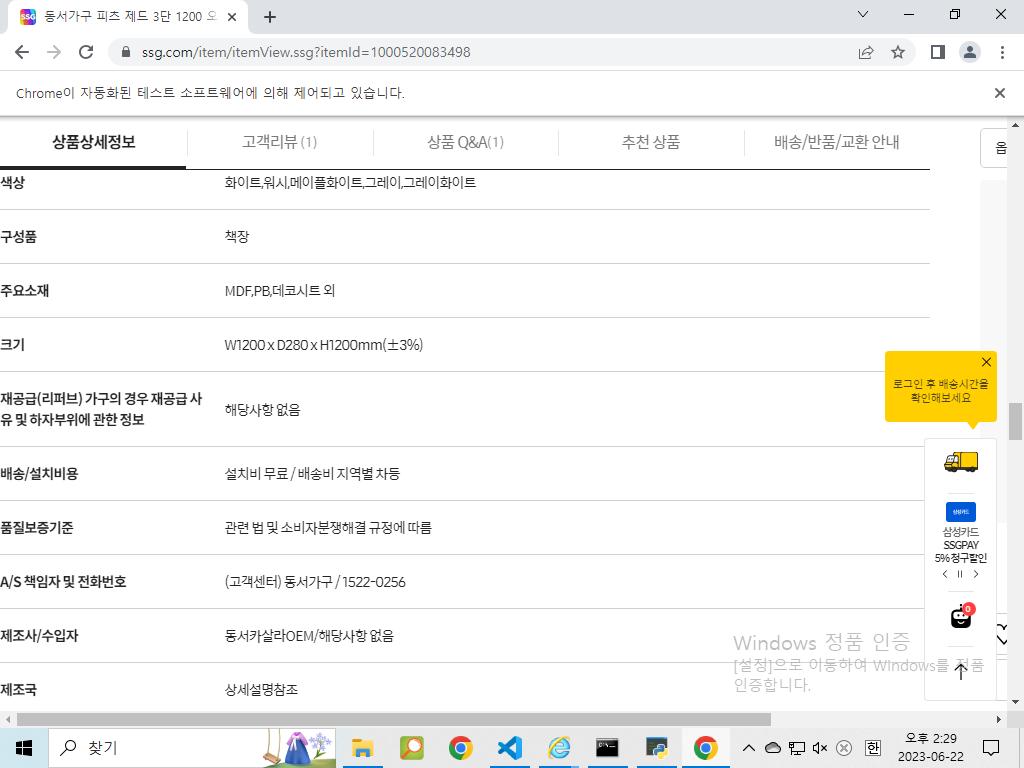 동서가구 피츠 제드 3단 1200 오
ssg.com/item/itemView.ssg?itemId=1000520083498
Chrome이 자동화된 테스트 소프트웨어에 의해 제어되고 있습니다.
상품상세정보
고객리뷰 (1)
상품 Q&A(1)
추천 상품
배송/반품/교환 안내
옵
색상
화이트,워시,메이플화이트,그레이,그레이화이트
구성품
책장
주요소재
MDF,PB,데코시트 외
크기
W1200 x D280 x H1200mm(±3%)
재공급(리퍼브) 가구의 경우 재공급 사
유 및 하자부위에 관한 정보
해당사항 없음
배송/설치비용
설치비 무료 / 배송비 지역별 차등
품질보증기준
관련 법 및 소비자분쟁해결 규정에 따름
A/S 책임자 및 전화번호
(고객센터) 동서가구 / 1522-0256
제조사/수입자
동서카살라OEM/해당사항 없음
제조국
상세설명참조
로그인 후 배송시간을
확인해보세요
삼성카드
삼성카드
SSGPAY
5% 청구할인
0
Windows 정품 인증
[설정]으로 이동하여 Windows를 정품
인증합니다.
찾기
한
오후 2:29
2023-06-22